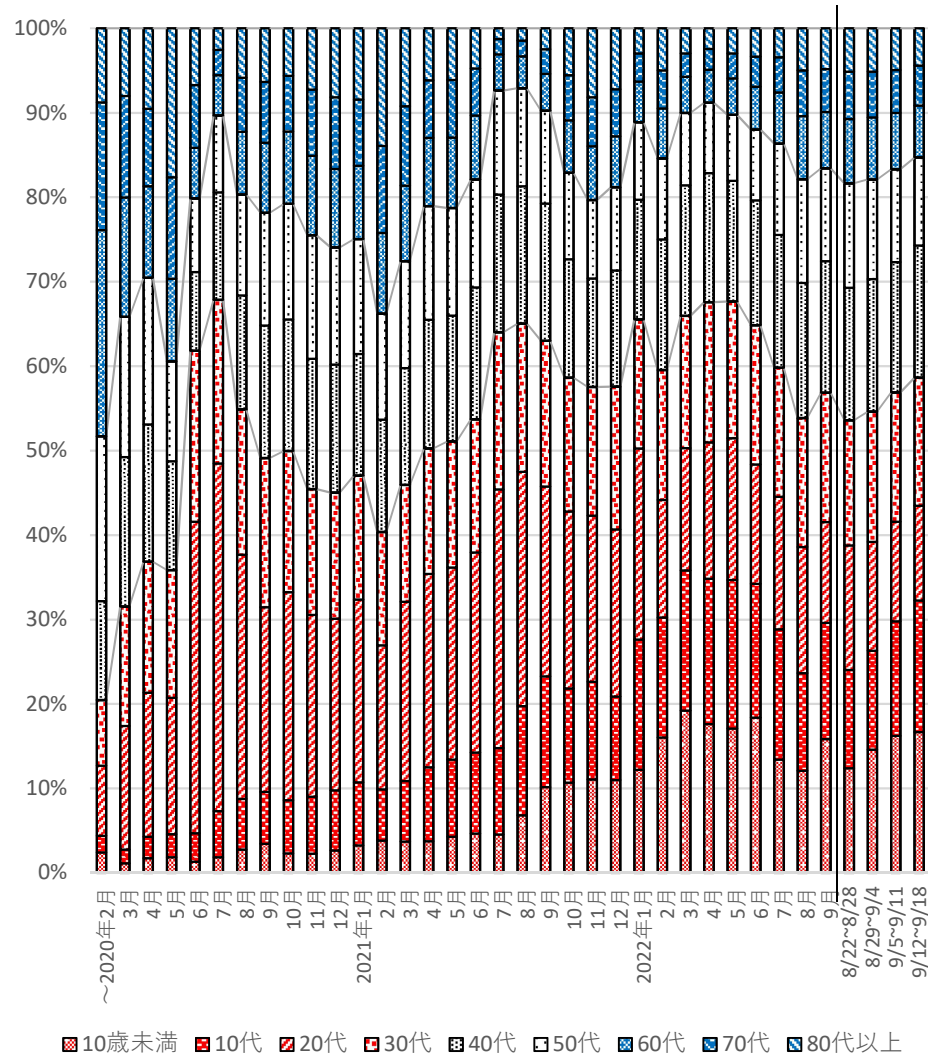 100%
90%
80%
70%
60%
50%
40%
30%
20%
10%
0%
～2020年2月
3月
4月
5月
6月
7月
8月
9月
10月
11月
12月
2021年1月
2月
3月
4月
5月
6月
7月
8月
9月
10月
11月
12月
2022年1月
2月
3月
4月
5月
6月
7月
8月
9月
8/22~8/28
8/29~9/4
9/5~9/11
9/12~9/18
10歳未満 10代 20代 30代 40代 50代 60代 70代 80代以上